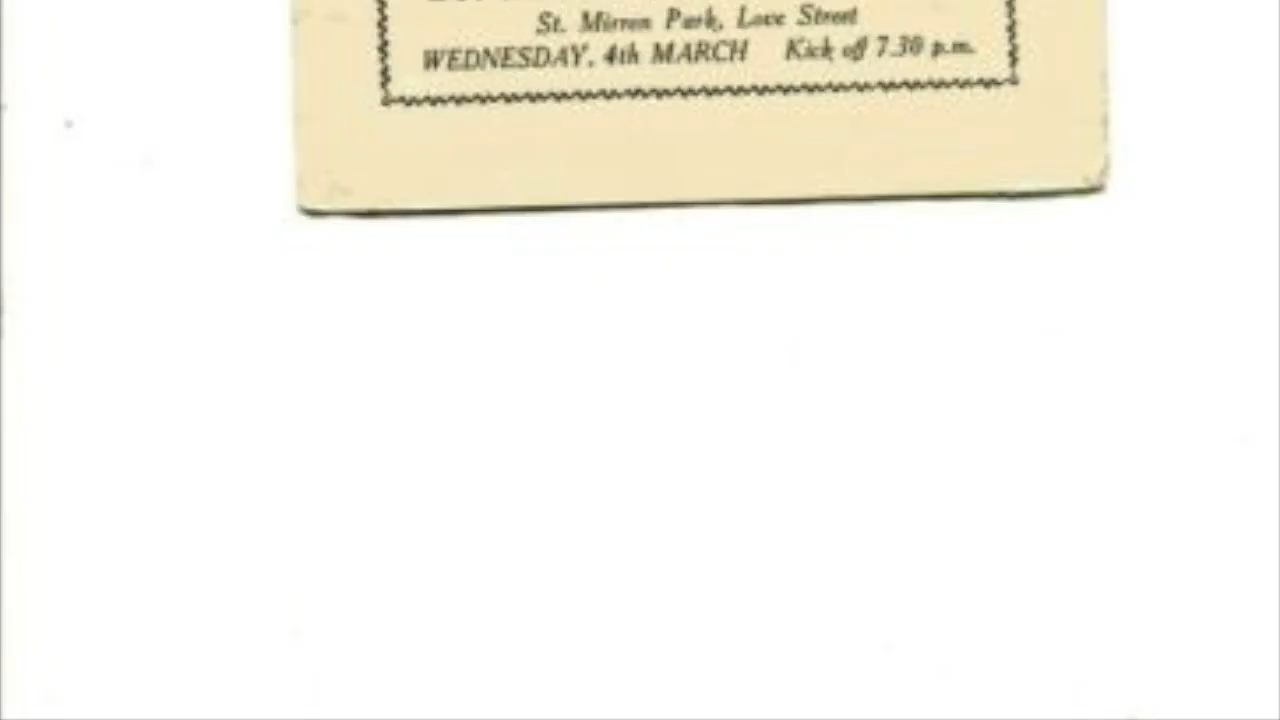 St. Mirren Park, Love Street
WEDNESDAY, 4th MARCH Kick off 7.30 p.m.